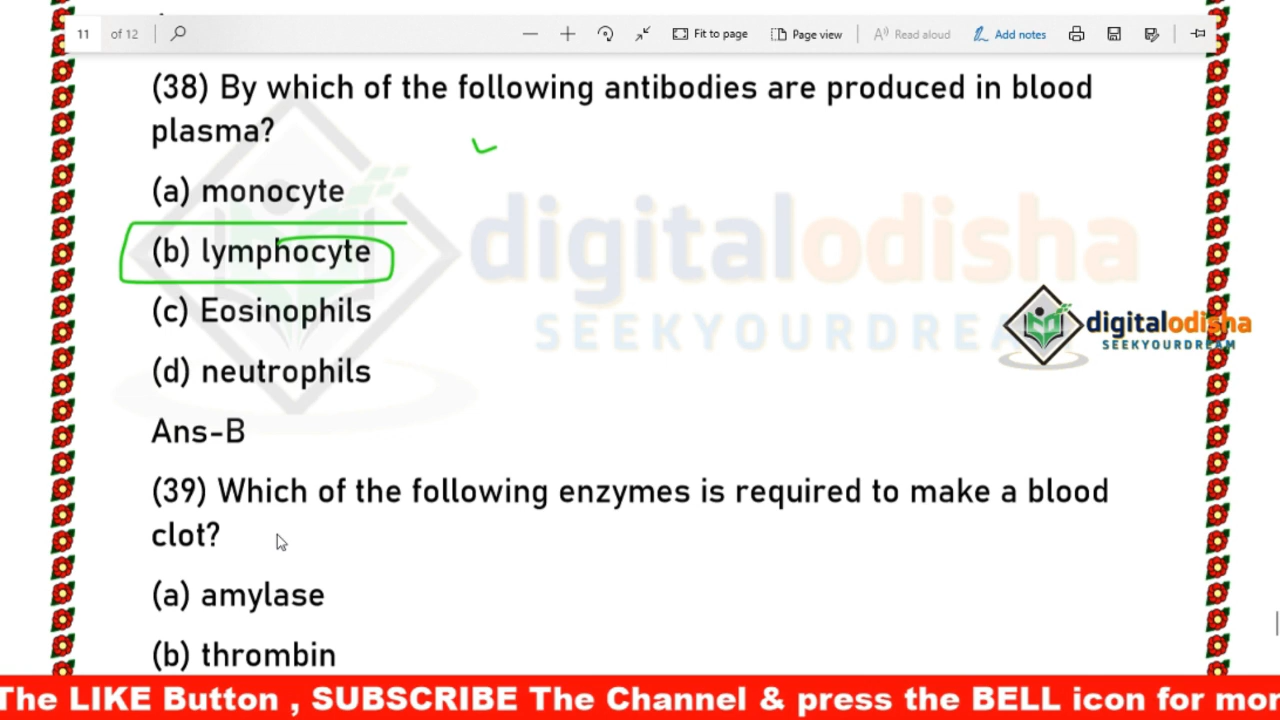 11 of 12 Fit to page Page view Read aloud Add notes
(38) By which of the following antibodies are produced in blood
plasma?
(a) monocyte
(b) lymphocyte
digitalodisha
SEEKYOURDREA
(c) Eosinophils
digitalodisha
SEEKYOURDREAM
(d) neutrophils
Ans-B
(39) Which of the following enzymes is required to make a blood
clot?
(a) amylase
(b) thrombin
The LIKE Button , SUBSCRIBE The Channel & press the BELL icon for mor